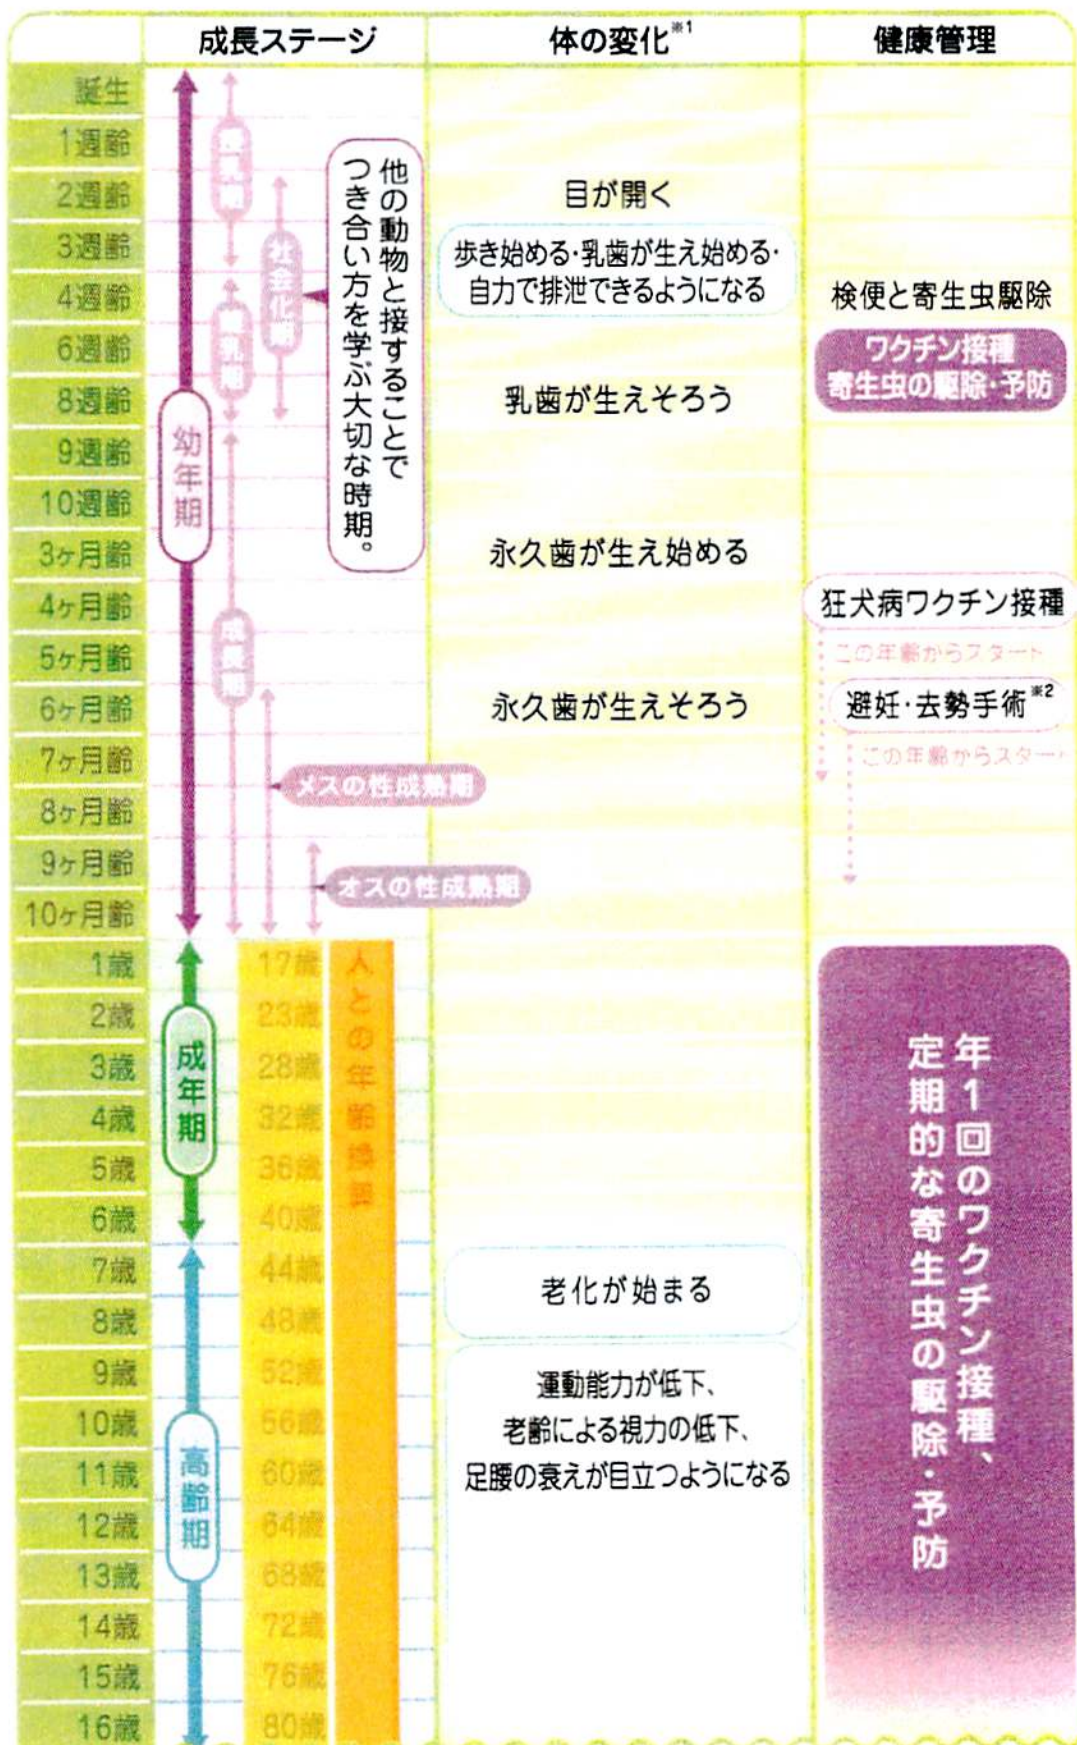 成長ステージ 体の変化※1 健康管理
誕生
1週齢
2週齢 目が開く
3週齢 歩き始める・乳歯が生え始める・
4週齢 自力で排泄できるようになる 検便と寄生虫駆除
6週齢 ワクチン接種
8週齢 乳歯が生えそろう 寄生虫の駆除・予防
9週齢
10週齢
3ヶ月齢 永久歯が生え始める
4ヶ月齢 狂犬病ワクチン接種
5ヶ月齢 この年齢からスタート
6ヶ月齢 永久歯が生えそろう 避妊・去勢手術※2
7ヶ月齢 この年齢からスタート
8ヶ月齢
9ヶ月齢
10ヶ月齢
社会化期
他の動物と接することで
つき合い方を学ぶ大切な時期。
幼年期
成長期
メスの性成熟期
オスの性成熟期
1歳 17歳
2歳 23歳
3歳 28歳
4歳 32歳
5歳 36歳
6歳 40歳
7歳 44歳
8歳 48歳
9歳 52歳
10歳 56歳
11歳 60歳
12歳 64歳
13歳 68歳
14歳 72歳
15歳 76歳
16歳 80歳
人との年齢換算
成年期
高齢期
老化が始まる
運動能力が低下、
老齢による視力の低下、
足腰の衰えが目立つようになる
年1回のワクチン接種、
定期的な寄生虫の駆除・予防